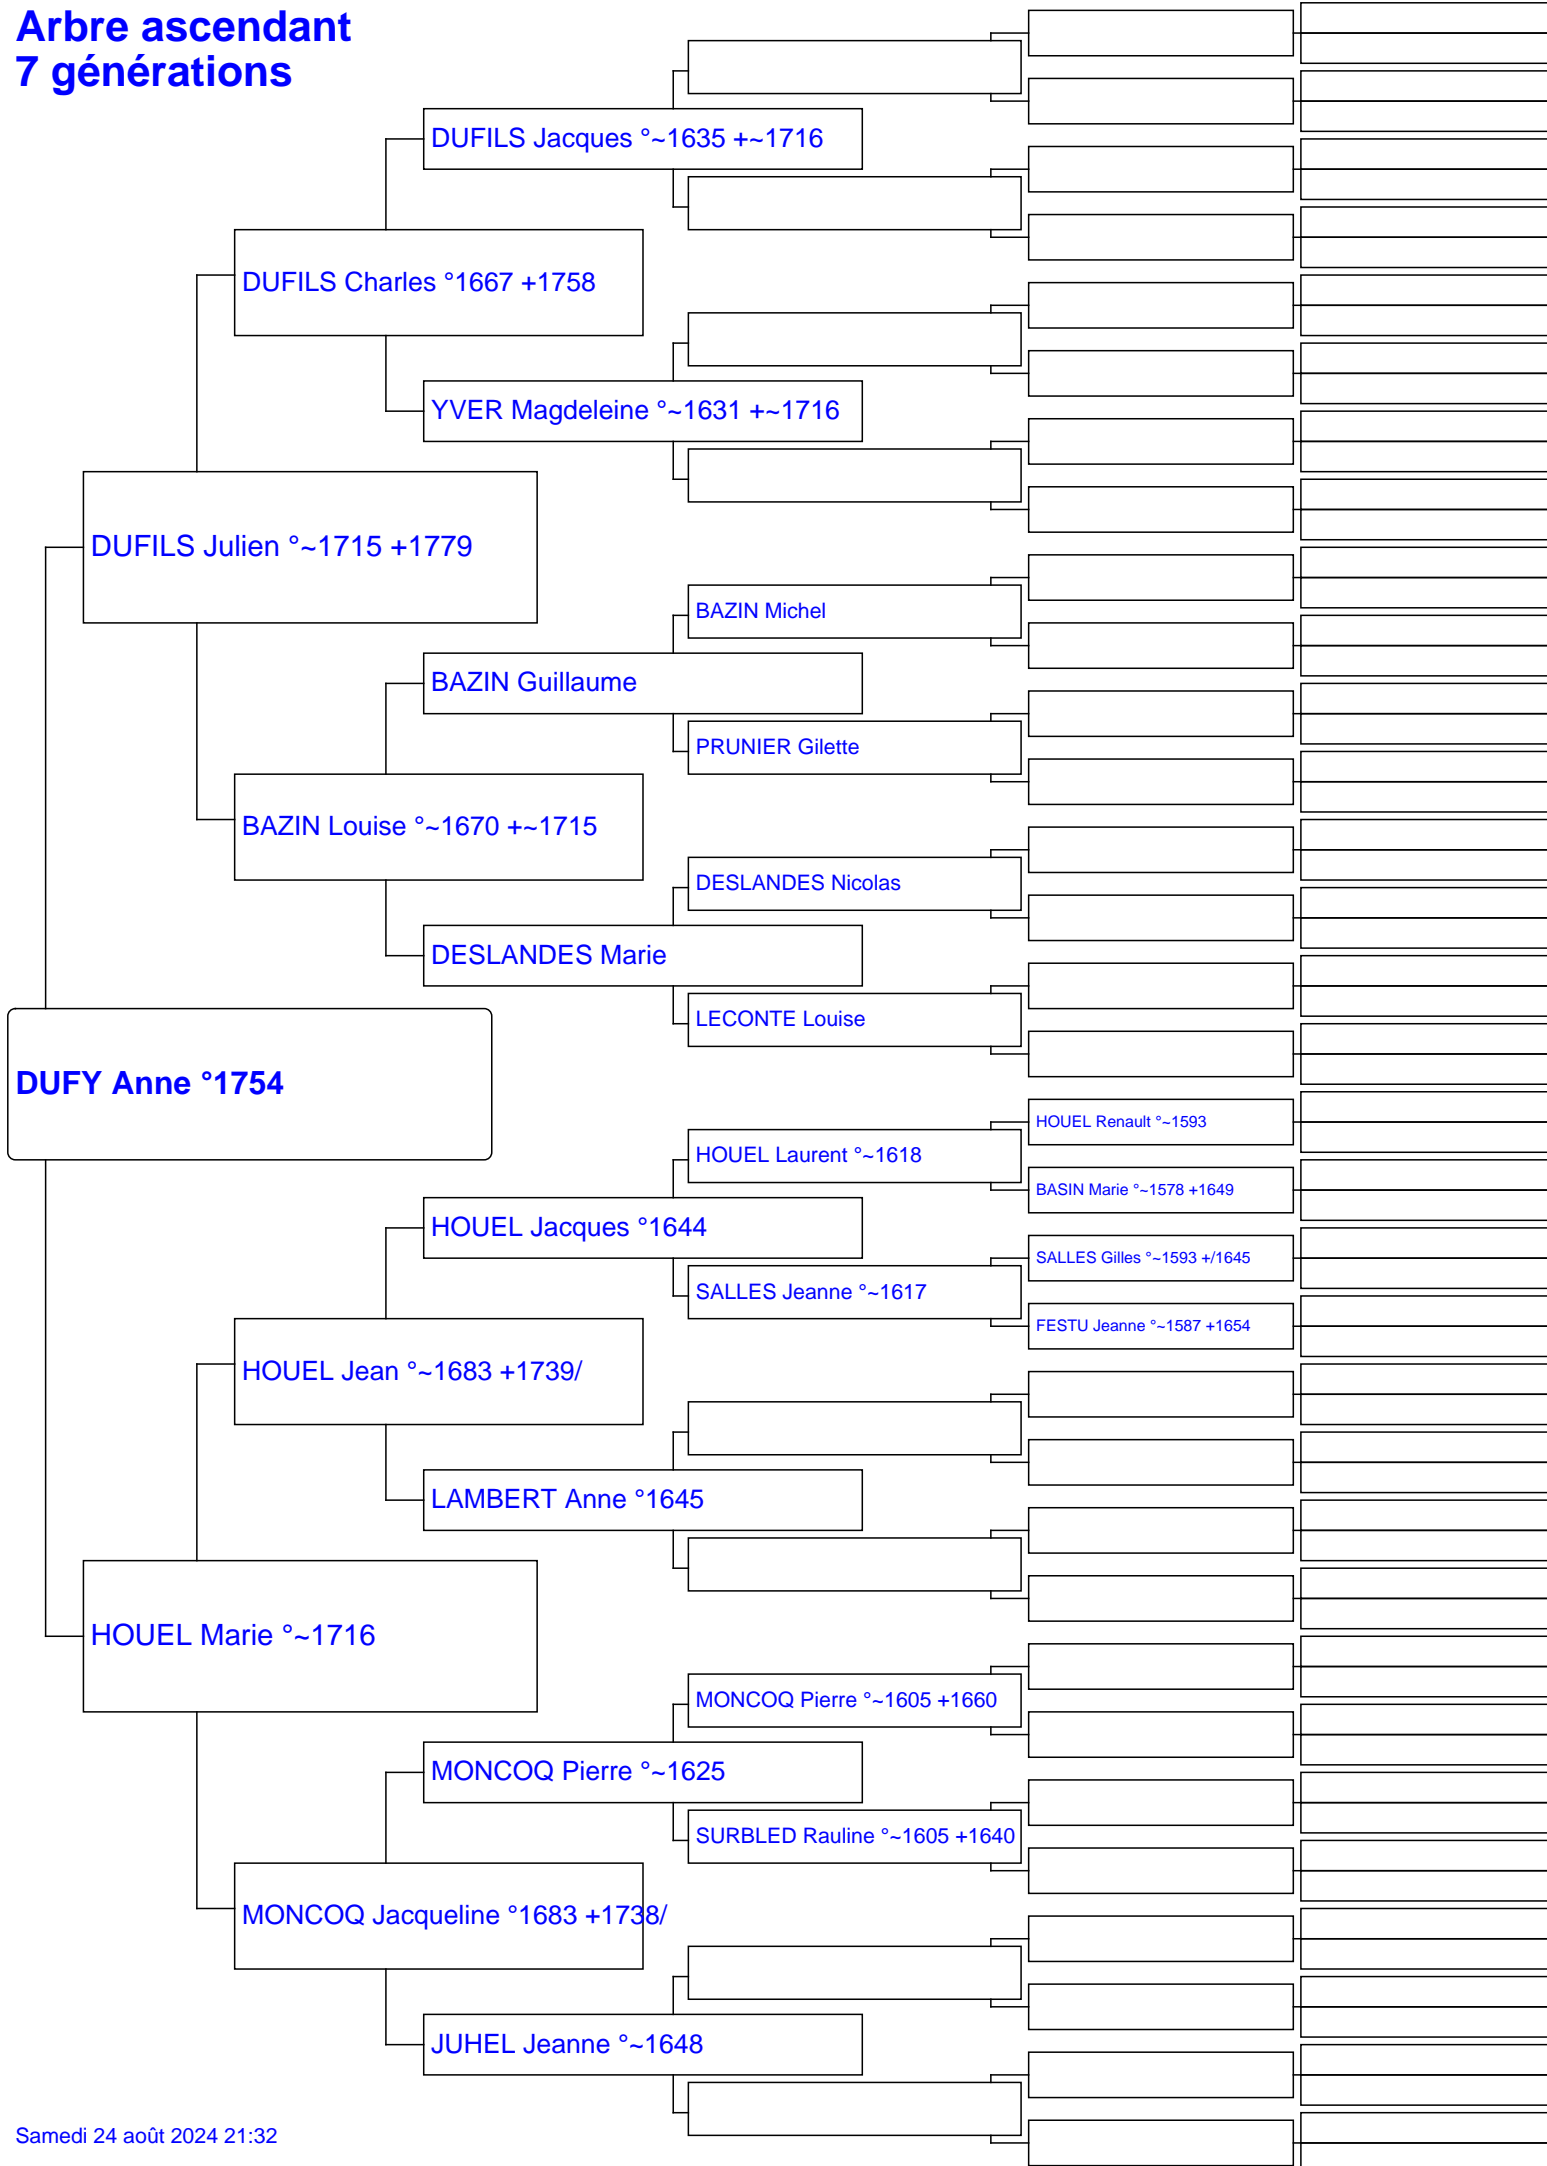 Arbre ascendant
7 générations
DUFILS Jacques °~1635 +~1716
DUFILS Charles °1667 +1758
YVER Magdeleine °~1631 +~1716
DUFILS Julien °~1715 +1779
BAZIN Michel
BAZIN Guillaume
PRUNIER Gilette
BAZIN Louise °~1670 +~1715
DESLANDES Nicolas
DESLANDES Marie
LECONTE Louise
DUFY Anne °1754
HOUEL Renault °~1593
HOUEL Laurent °~1618
BASIN Marie °~1578 +1649
HOUEL Jacques °1644
SALLES Gilles °~1593 +/1645
SALLES Jeanne °~1617
FESTU Jeanne °~1587 +1654
HOUEL Jean °~1683 +1739/
LAMBERT Anne °1645
HOUEL Marie °~1716
MONCOQ Pierre °~1605 +1660
MONCOQ Pierre °~1625
SURBLED Rauline °~1605 +1640
MONCOQ Jacqueline °1683 +1738/
JUHEL Jeanne °~1648
Samedi 24 août 2024 21:32